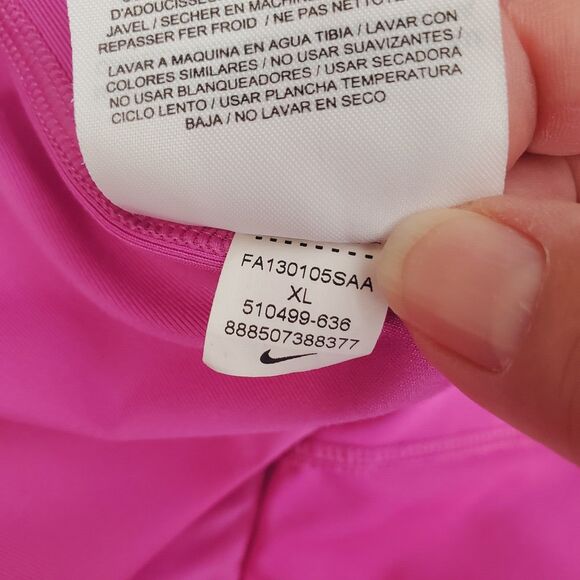 D'ADOUCISSEUR
JAVEL / SECHER EN MACHINE
REPASSER FER FROID / NE PAS NETTOYE
LAVAR A MAQUINA EN AGUA TIBIA / LAVAR CON
COLORES SIMILARES / NO USAR SUAVIZANTES /
NO USAR BLANQUEADORES / USAR SECADORA
CICLO LENTO / USAR PLANCHA TEMPERATURA
BAJA / NO LAVAR EN SECO
FA130105SAA
XL
510499-636
888507388377